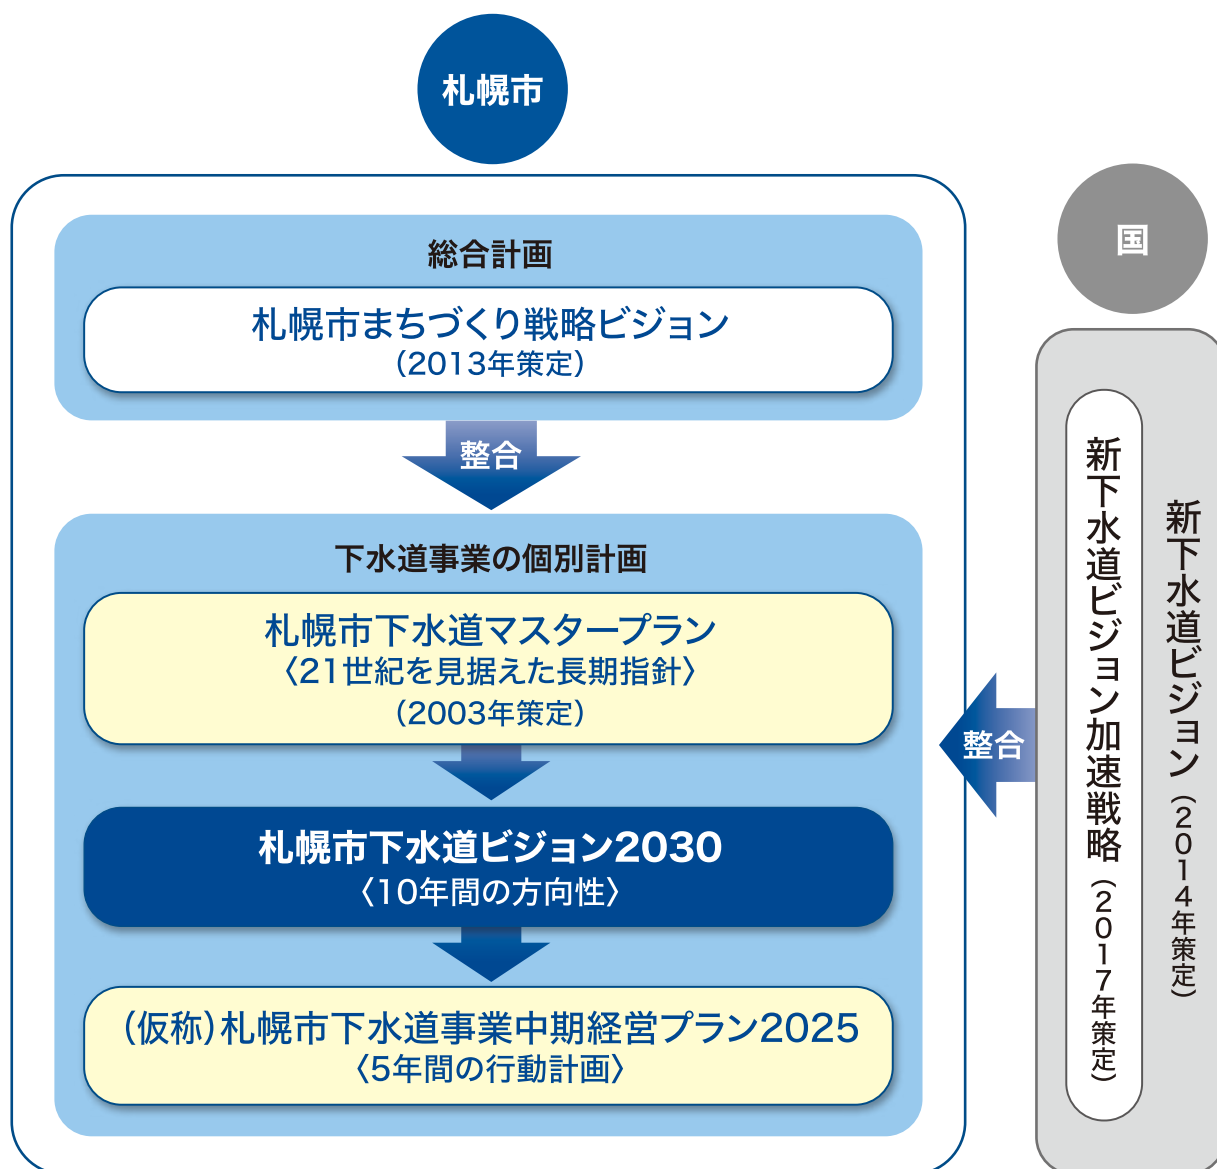 札幌市
総合計画
札幌市まちづくり戦略ビジョン
（2013年策定）
整合
下水道事業の個別計画
札幌市下水道マスタープラン
〈21世紀を見据えた長期指針〉
（2003年策定）
札幌市下水道ビジョン2030
〈10年間の方向性〉
（仮称）札幌市下水道事業中期経営プラン2025
〈5年間の行動計画〉
整合
国
新下水道ビジョン（2014年策定）
新下水道ビジョン加速戦略（2017年策定）